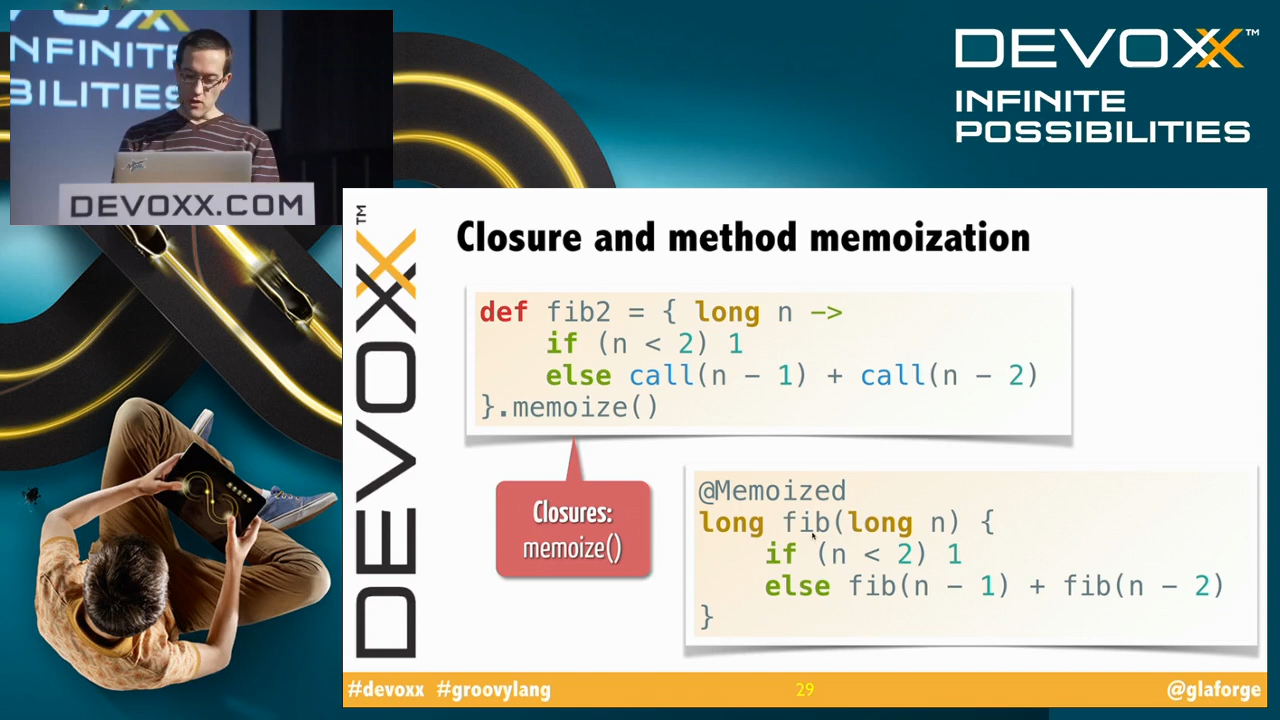 VOXX
INFINITE
SIBILITIES
DEVOXX.COM
DEVOXX™
INFINITE
POSSIBILITIES
DEVOXX™
Closure and method memoization
def fib2 = { long n ->
    if (n < 2) 1
    else call(n - 1) + call(n - 2)
}.memoize()
Closures:
memoize()
@Memoized
long fib(long n) {
    if (n < 2) 1
    else fib(n - 1) + fib(n - 2)
}
#devoxx #groovylang
29
@glaforge